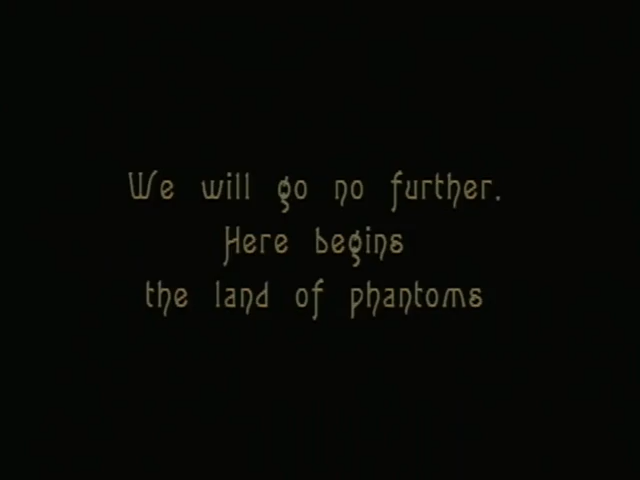 We will go no further.
Here begins
the land of phantoms